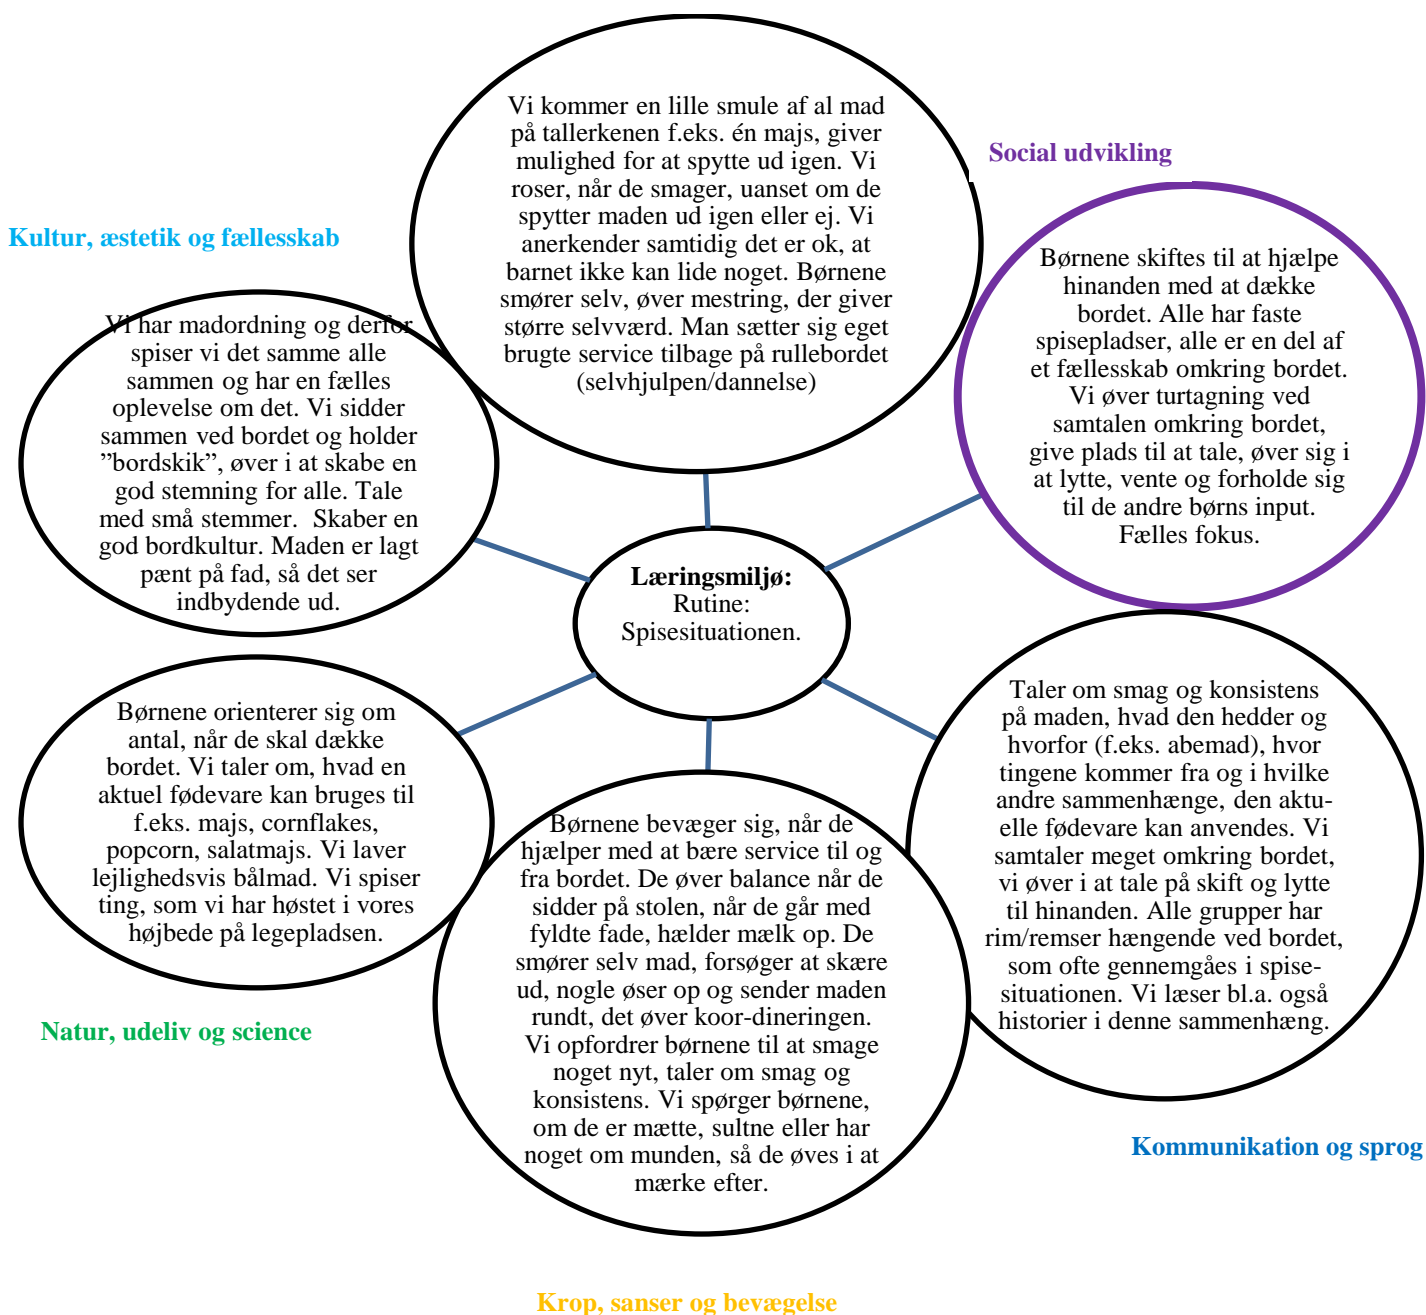 Vi kommer en lille smule af al mad
på tallerkenen f.eks. én majs, giver
mulighed for at spytte ud igen. Vi
roser, når de smager, uanset om de
spytter maden ud igen eller ej. Vi
anerkender samtidig det er ok, at
barnet ikke kan lide noget. Børnene
smører selv, øver mestring, der giver
større selvværd. Man sætter sig eget
brugte service tilbage på rullebordet
(selvhjulpen/dannelse)
Social udvikling
Børnene skiftes til at hjælpe
hinanden med at dække
bordet. Alle har faste
spisepladser, alle er en del af
et fællesskab omkring bordet.
Vi øver turtagning ved
samtalen omkring bordet,
give plads til at tale, øver sig i
at lytte, vente og forholde sig
til de andre børns input.
Fælles fokus.
Kultur, æstetik og fællesskab
Vi har madordning og derfor
spiser vi det samme alle
sammen og har en fælles
oplevelse om det. Vi sidder
sammen ved bordet og holder
”bordskik”, øver i at skabe en
god stemning for alle. Tale
med små stemmer.  Skaber en
god bordkultur. Maden er lagt
pænt på fad, så det ser
indbydende ud.
Læringsmiljø:
Rutine:
Spisesituationen.
Børnene orienterer sig om
antal, når de skal dække
bordet. Vi taler om, hvad en
aktuel fødevare kan bruges til
f.eks. majs, cornflakes,
popcorn, salatmajs. Vi laver
lejlighedsvis bålmad. Vi spiser
ting, som vi har høstet i vores
højbede på legepladsen.
Natur, udeliv og science
Taler om smag og konsistens
på maden, hvad den hedder og
hvorfor (f.eks. abemad), hvor
tingene kommer fra og i hvilke
andre sammenhænge, den aktu-
elle fødevare kan anvendes. Vi
samtaler meget omkring bordet,
vi øver i at tale på skift og lytte
til hinanden. Alle grupper har
rim/remser hængende ved bordet,
som ofte gennemgåes i spise-
situationen. Vi læser bl.a. også
historier i denne sammenhæng.
Kommunikation og sprog
Børnene bevæger sig, når de
hjælper med at bære service til og
fra bordet. De øver balance når de
sidder på stolen, når de går med
fyldte fade, hælder mælk op. De
smører selv mad, forsøger at skære
ud, nogle øser op og sender maden
rundt, det øver koor-dineringen.
Vi opfordrer børnene til at smage
noget nyt, taler om smag og
konsistens. Vi spørger børnene,
om de er mætte, sultne eller har
noget om munden, så de øves i at
mærke efter.
Krop, sanser og bevægelse